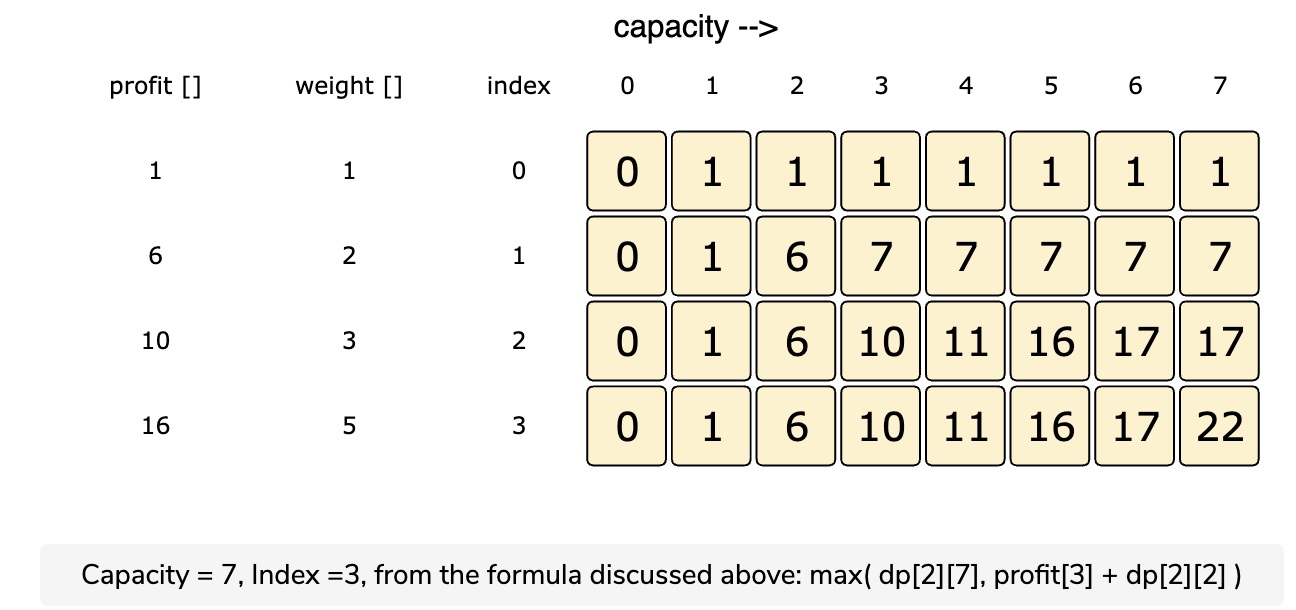 capacity -->
profit [] weight [] index 0 1 2 3 4 5 6 7
1 1 0 0 1 1 1 1 1 1 1
6 2 1 0 1 6 7 7 7 7 7
10 3 2 0 1 6 10 11 16 17 17
16 5 3 0 1 6 10 11 16 17 22
Capacity = 7, Index =3, from the formula discussed above: max( dp[2][7], profit[3] + dp[2][2] )